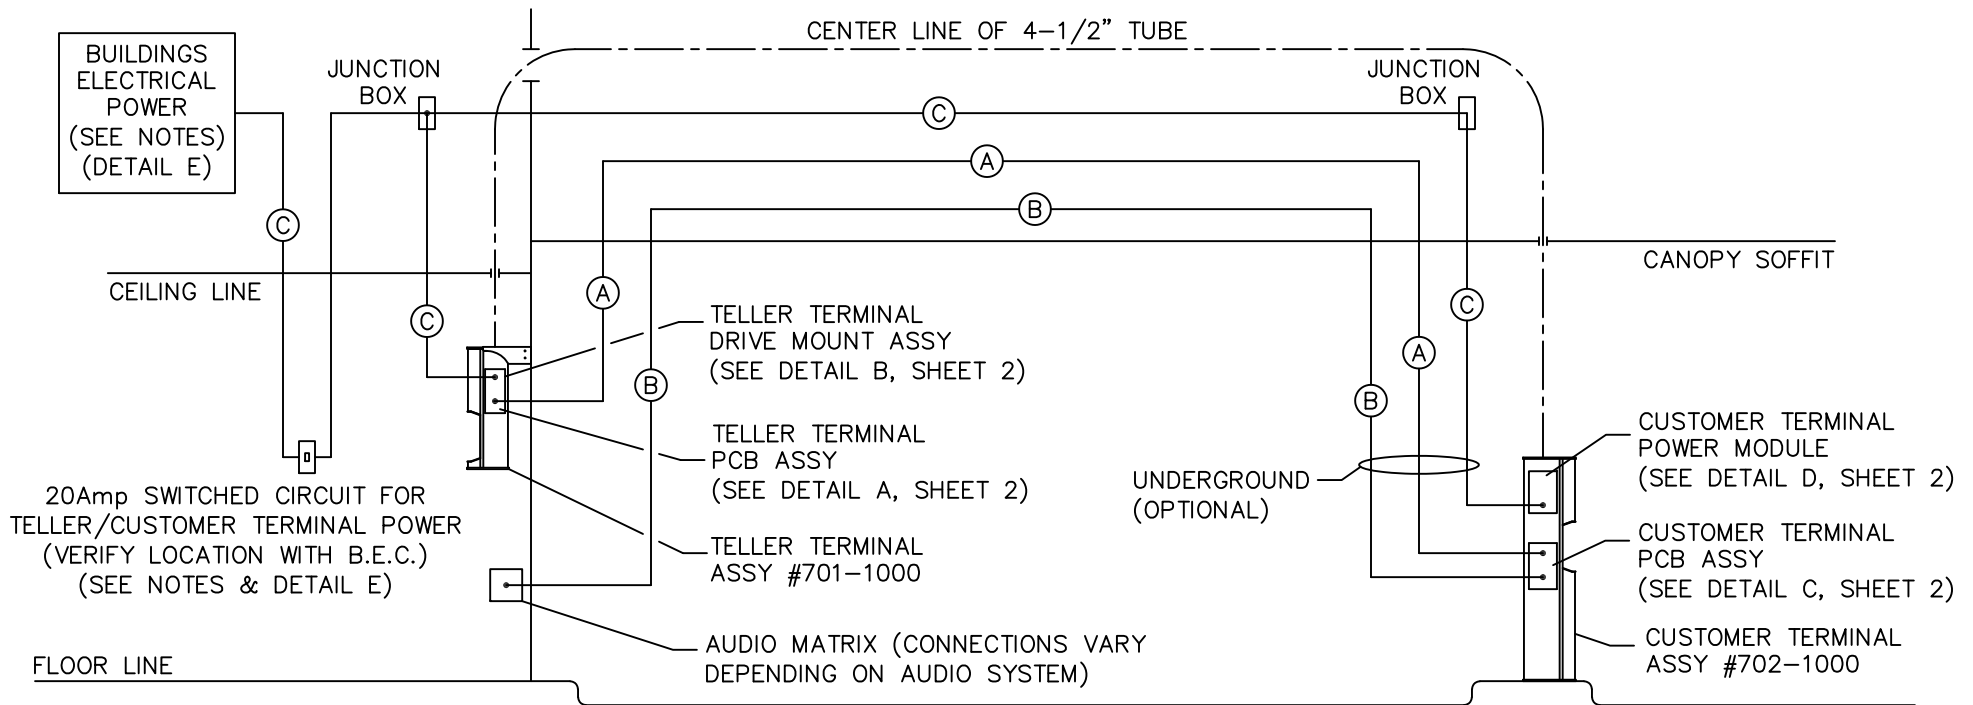 CENTER LINE OF 4-1/2” TUBE
BUILDINGS
ELECTRICAL
POWER
(SEE NOTES)
(DETAIL E)
JUNCTION
BOX
JUNCTION
BOX
C
A
B
C
CANOPY SOFFIT
CEILING LINE
A
C
C
TELLER TERMINAL
DRIVE MOUNT ASSY
(SEE DETAIL B, SHEET 2)
A
B
B
TELLER TERMINAL
PCB ASSY
(SEE DETAIL A, SHEET 2)
CUSTOMER TERMINAL
POWER MODULE
(SEE DETAIL D, SHEET 2)
UNDERGROUND
(OPTIONAL)
20Amp SWITCHED CIRCUIT FOR
TELLER/CUSTOMER TERMINAL POWER
(VERIFY LOCATION WITH B.E.C.)
(SEE NOTES & DETAIL E)
TELLER TERMINAL
ASSY #701-1000
CUSTOMER TERMINAL
PCB ASSY
(SEE DETAIL C, SHEET 2)
AUDIO MATRIX (CONNECTIONS VARY
DEPENDING ON AUDIO SYSTEM)
CUSTOMER TERMINAL
ASSY #702-1000
FLOOR LINE